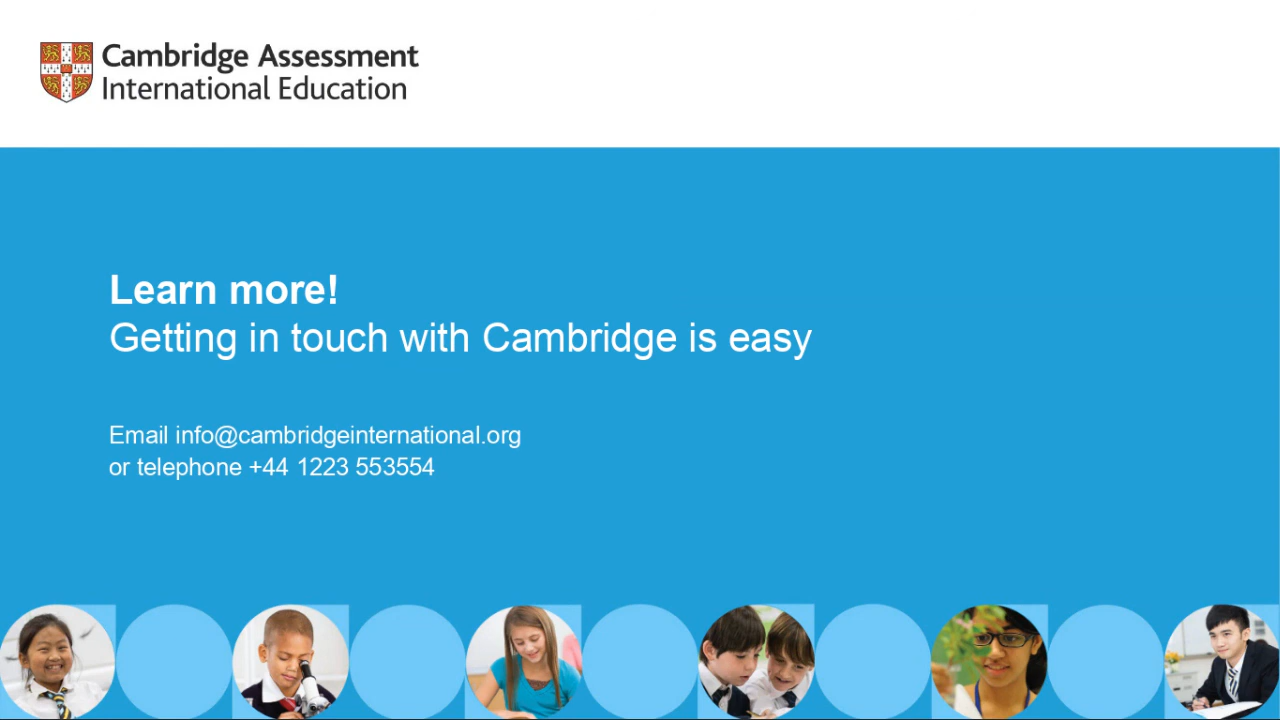 Cambridge Assessment
International Education
Learn more!
Getting in touch with Cambridge is easy
Email info@cambridgeinternational.org
or telephone +44 1223 553554